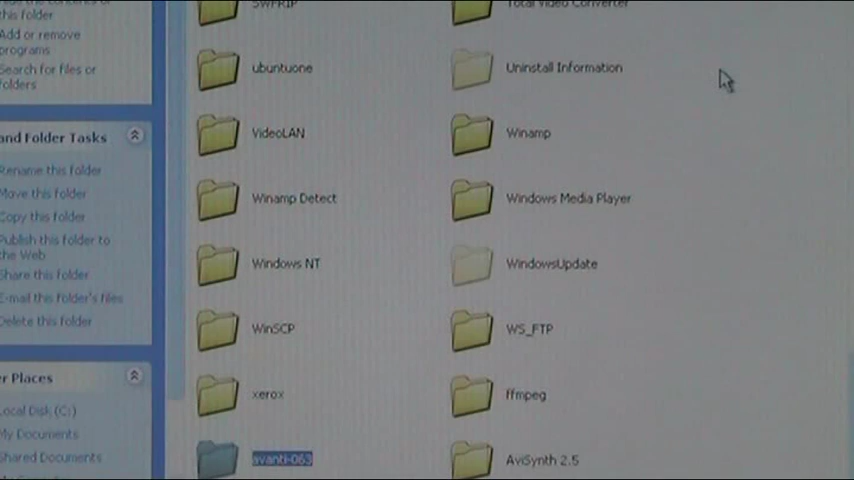 this folder
Add or remove
programs
Search for files or
folders
and Folder Tasks
Rename this folder
Move this folder
Copy this folder
Publish this folder to
the Web
Share this folder
E-mail this folder's files
Delete this folder
r Places
Local Disk (C:)
My Documents
Shared Documents
SWFRIP
Total Video Converter
ubuntuone
Uninstall Information
VideoLAN
Winamp
Winamp Detect
Windows Media Player
Windows NT
WindowsUpdate
WinSCP
WS_FTP
xerox
ffmpeg
avanti-063
AviSynth 2.5